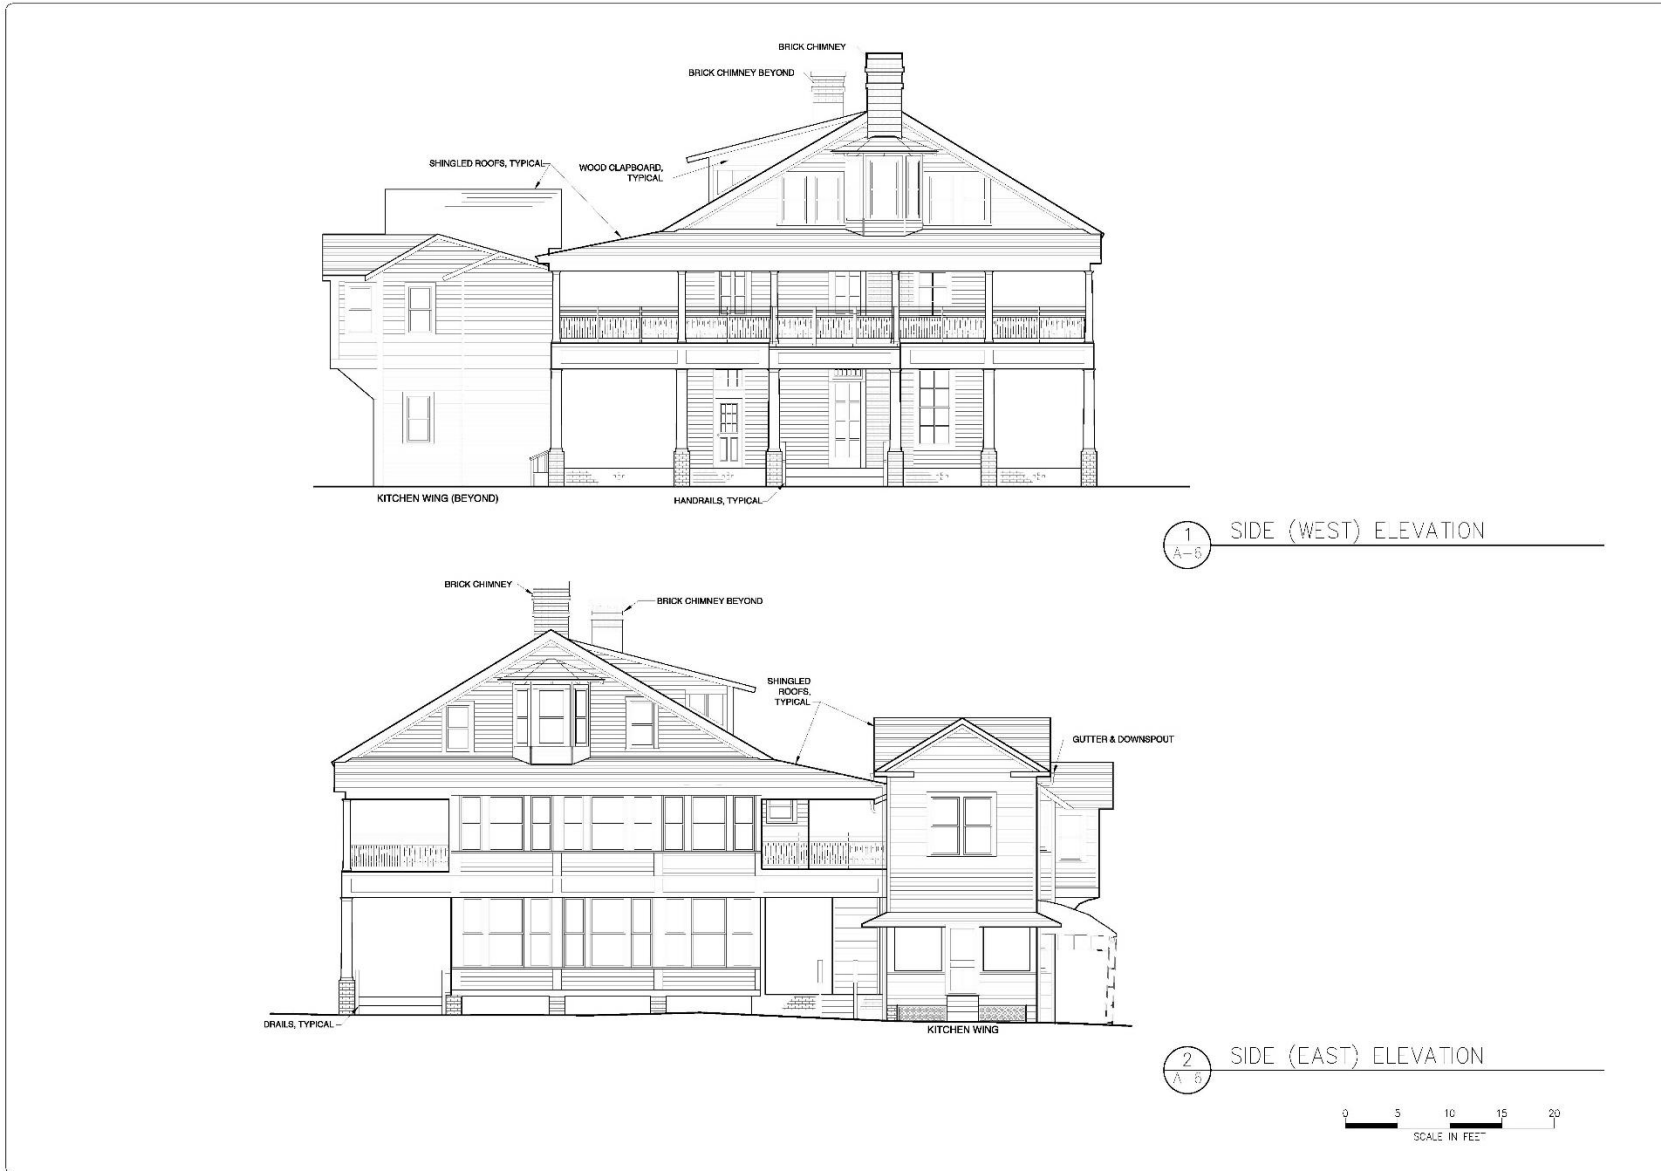 BRICK CHIMNEY
BRICK CHIMNEY BEYOND
SHINGLED ROOFS, TYPICAL
WOOD CLAPBOARD,
TYPICAL
KITCHEN WING (BEYOND)
HANDRAILS, TYPICAL
1
A-6
SIDE (WEST) ELEVATION
BRICK CHIMNEY
BRICK CHIMNEY BEYOND
SHINGLED
ROOFS,
TYPICAL
GUTTER & DOWNSPOUT
DRAILS, TYPICAL
KITCHEN WING
2
A-6
SIDE (EAST) ELEVATION
0 5 10 15 20
SCALE IN FEET